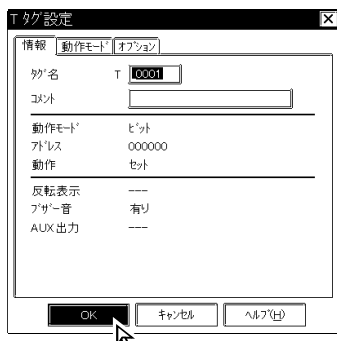 T ﾀｸﾞ設定
情報 動作ﾓｰﾄﾞ ｵﾌﾟｼｮﾝ
ﾀｸﾞ名 T 0001
ｺﾒﾝﾄ
動作ﾓｰﾄﾞ ﾋﾞｯﾄ
ｱﾄﾞﾚｽ 000000
動作 ｾｯﾄ
反転表示 ---
ﾌﾞｻﾞｰ音 有り
AUX出力 ---
OK ｷｬﾝｾﾙ ﾍﾙﾌﾟ(H)